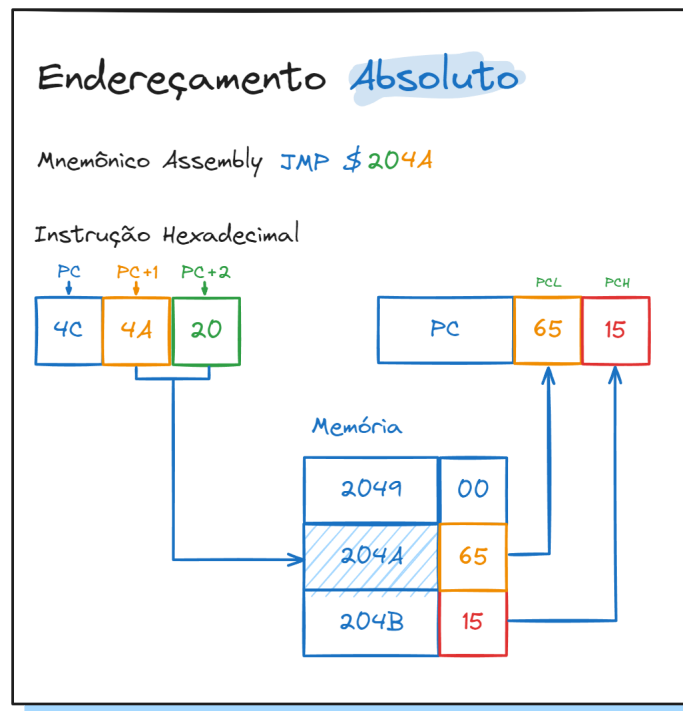 Endereçamento Absoluto
Mnemônico Assembly JMP $204A
Instrução Hexadecimal
PC PC+1 PC+2
4C 4A 20
PCL PCH
PC 65 15
Memória
2049 00
204A 65
204B 15